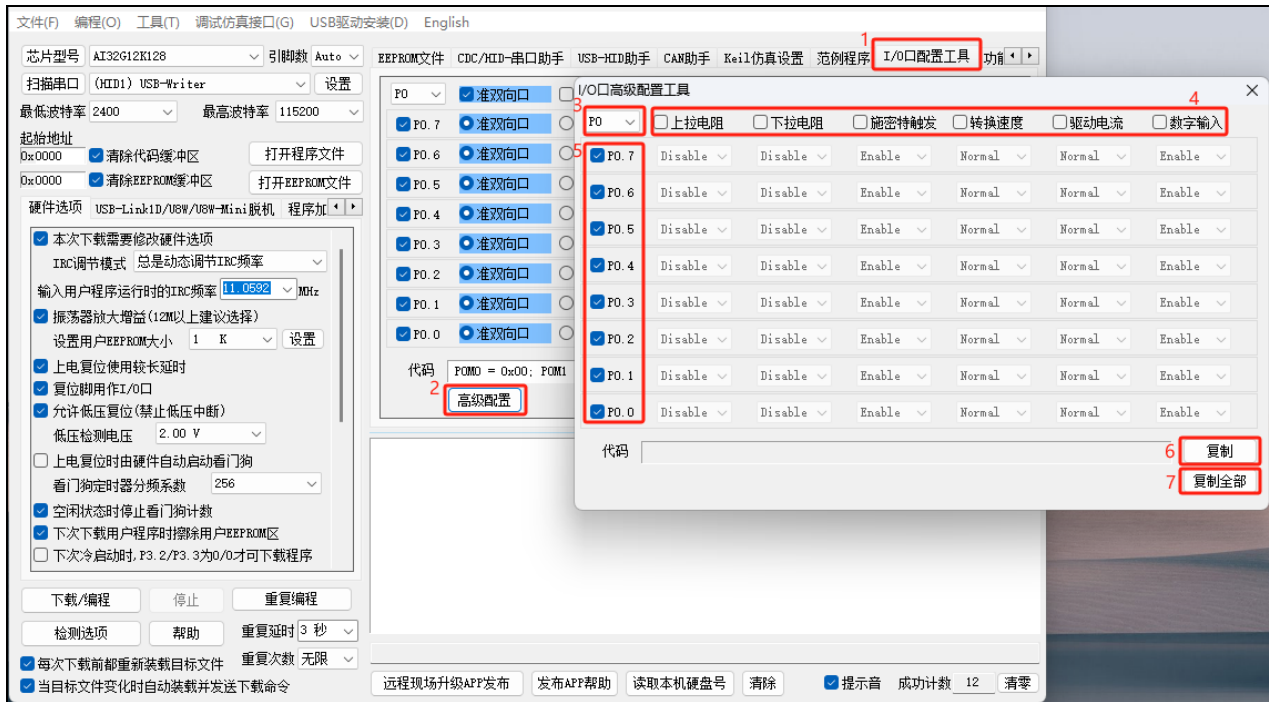 文件(F) 编程(O) 工具(T) 调试仿真接口(G) USB驱动安装(D) English
芯片型号 AI32G12K128 引脚数 Auto
扫描串口 (HID1) USB-Writer 设置
最低波特率 2400 最高波特率 115200
起始地址
0x0000 清除代码缓冲区 打开程序文件
0x0000 清除EEPROM缓冲区 打开EEPROM文件
硬件选项 USB-Link1D/U8W/U8W-Mini脱机 程序加
本次下载需要修改硬件选项
IRC调节模式 总是动态调节IRC频率
输入用户程序运行时的IRC频率 11.0592 MHz
振荡器放大增益(12M以上建议选择)
设置用户EEPROM大小 1 K 设置
上电复位使用较长延时
复位脚用作I/O口
允许低压复位(禁止低压中断)
低压检测电压 2.00 V
上电复位时由硬件自动启动看门狗
看门狗定时器分频系数 256
空闲状态时停止看门狗计数
下次下载用户程序时擦除用户EEPROM区
下次冷启动时,P3.2/P3.3为0/0才可下载程序
下载/编程 停止 重复编程
检测选项 帮助 重复延时 3 秒
每次下载前都重新装载目标文件 重复次数 无限
当目标文件变化时自动装载并发送下载命令
1
EEPROM文件 CDC/HID-串口助手 USB-HID助手 CAN助手 Keil仿真设置 范例程序 I/O口配置工具 功能
P0 准双向口
P0.7 准双向口
P0.6 准双向口
P0.5 准双向口
P0.4 准双向口
P0.3 准双向口
P0.2 准双向口
P0.1 准双向口
P0.0 准双向口
代码 P0M0 = 0x00; P0M1
2 高级配置
I/O口高级配置工具
3 4
P0 上拉电阻 下拉电阻 施密特触发 转换速度 驱动电流 数字输入
5 P0.7 Disable Disable Enable Normal Normal Enable
P0.6 Disable Disable Enable Normal Normal Enable
P0.5 Disable Disable Enable Normal Normal Enable
P0.4 Disable Disable Enable Normal Normal Enable
P0.3 Disable Disable Enable Normal Normal Enable
P0.2 Disable Disable Enable Normal Normal Enable
P0.1 Disable Disable Enable Normal Normal Enable
P0.0 Disable Disable Enable Normal Normal Enable
代码 6 复制
7 复制全部
远程现场升级APP发布 发布APP帮助 读取本机硬盘号 清除 提示音 成功计数 12 清零